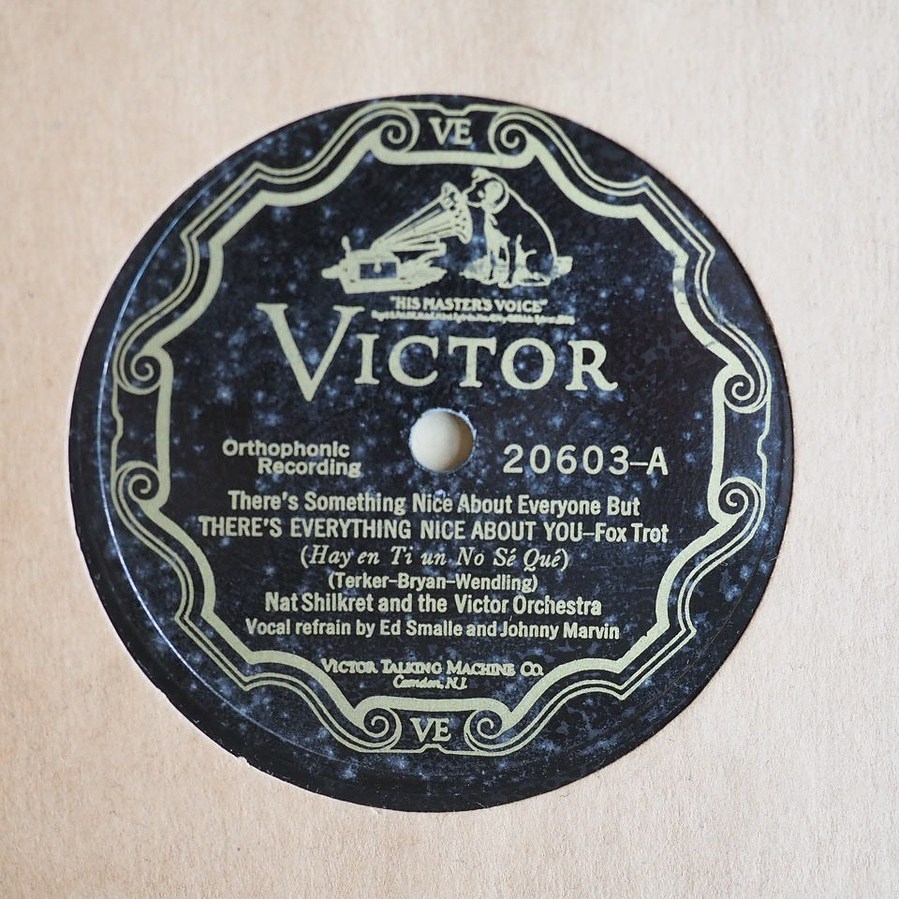 VE
"HIS MASTER'S VOICE"
VICTOR
Orthophonic
Recording
20603-A
There's Something Nice About Everyone But
THERE'S EVERYTHING NICE ABOUT YOU-Fox Trot
(Hay en Ti un No Sé Qué)
(Terker-Bryan-Wendling)
Nat Shilkret and the Victor Orchestra
Vocal refrain by Ed Smalle and Johnny Marvin
VICTOR TALKING MACHINE CO.
Camden, N.J.
VE